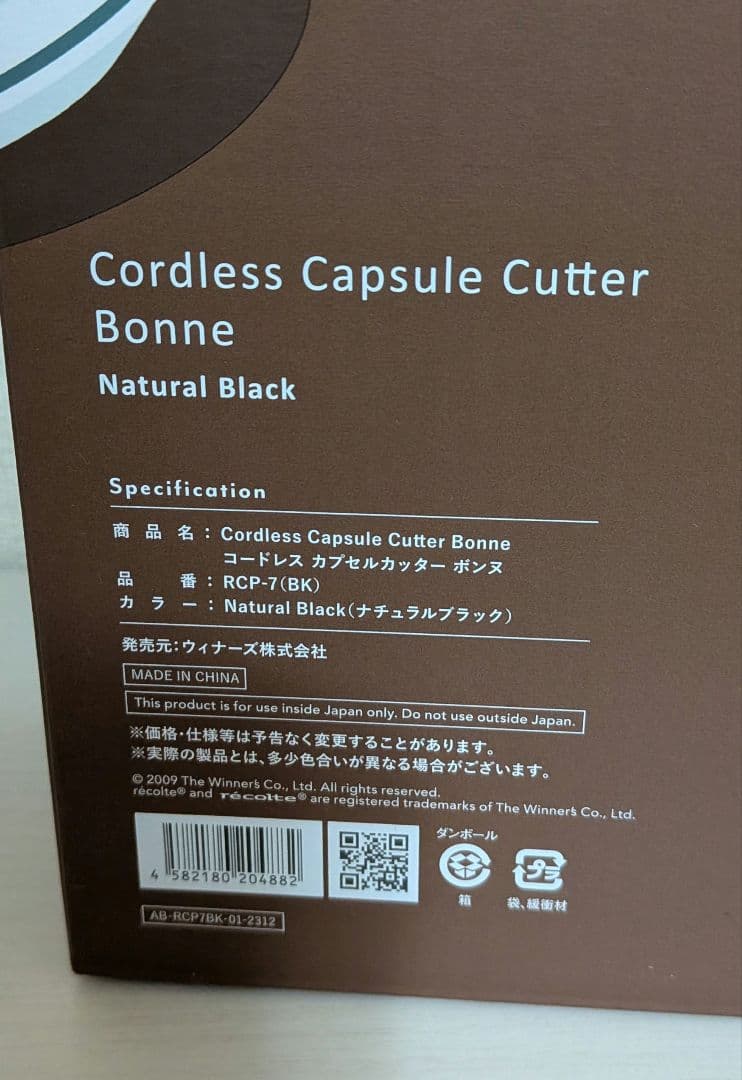 Cordless Capsule Cutter
Bonne
Natural Black
Specification
商品名：Cordless Capsule Cutter Bonne
コードレス カプセルカッター ボンヌ
品番：RCP-7(BK)
カラー：Natural Black(ナチュラルブラック)
発売元:ウィナーズ株式会社
MADE IN CHINA
This product is for use inside Japan only. Do not use outside Japan.
※価格・仕様等は予告なく変更することがあります。
※実際の製品とは、多少色合いが異なる場合がございます。
© 2009 The Winner's Co., Ltd. All rights reserved.
récolte® and récolte® are registered trademarks of The Winner's Co., Ltd.
4 582180 204882
ダンボール
箱
プラ
袋、緩衝材
AB-RCP7BK-01-2312